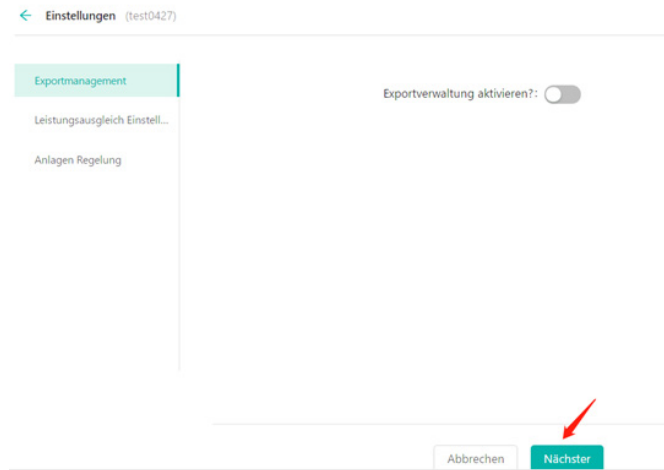 Einstellungen (test0427)
Exportmanagement
Exportverwaltung aktivieren?:
Leistungsausgleich Einstell...
Anlagen Regelung
Abbrechen
Nächster